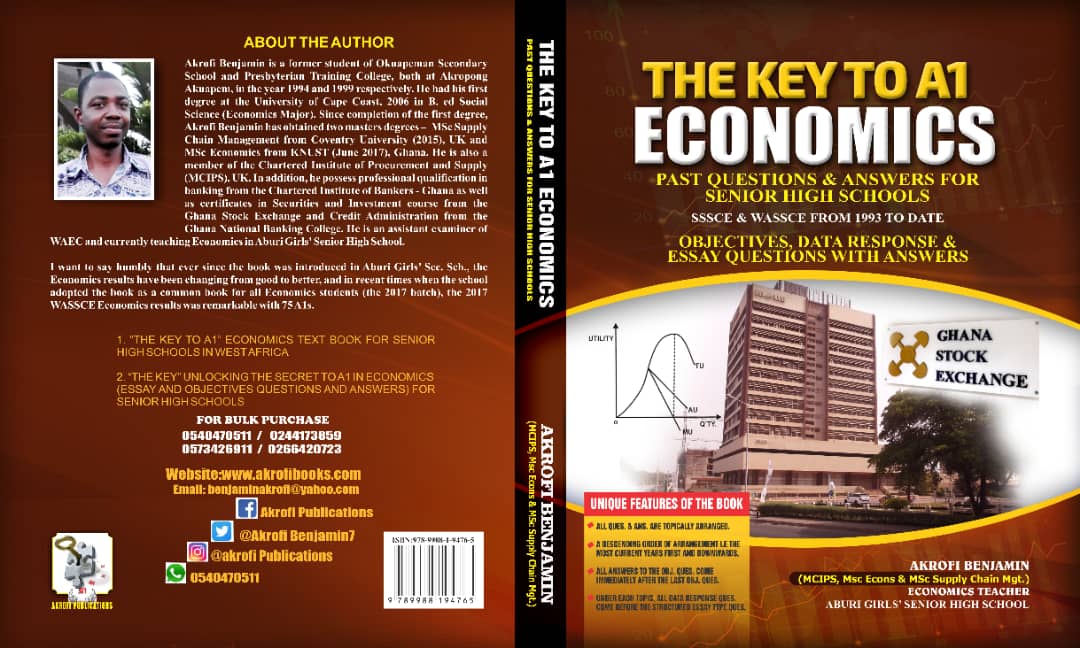 ABOUT THE AUTHOR
Akrofi Benjamin is a former student of Okuapeman Secondary
School and Presbyterian Training College, both at Akropong
Akuapem, in the year 1994 and 1999 respectively. He had his first
degree at the University of Cape Coast, 2006 in B. ed Social
Science (Economics Major). Since completion of the first degree,
Akrofi Benjamin has obtained two masters degrees – MSc Supply
Chain Management from Coventry University (2015), UK and
MSc Economics from KNUST (June 2017), Ghana. He is also a
member of the Chartered Institute of Procurement and Supply
(MCIPS), UK. In addition, he possess professional qualification in
banking from the Chartered Institute of Bankers - Ghana as well
as certificates in Securities and Investment course from the
Ghana Stock Exchange and Credit Administration from the
Ghana National Banking College. He is an assistant examiner of
WAEC and currently teaching Economics in Aburi Girls' Senior High School.
I want to say humbly that ever since the book was introduced in Aburi Girls' Sec. Sch., the
Economics results have been changing from good to better, and in recent times when the school
adopted the book as a common book for all Economics students (the 2017 batch), the 2017
WASSCE Economics results was remarkable with 75 A1s.
1. "THE KEY TO A1" ECONOMICS TEXT BOOK FOR SENIOR
HIGH SCHOOLS IN WEST AFRICA
2. "THE KEY" UNLOCKING THE SECRET TO A1 IN ECONOMICS
(ESSAY AND OBJECTIVES QUESTIONS AND ANSWERS) FOR
SENIOR HIGH SCHOOLS
FOR BULK PURCHASE
0540470511 / 0244173659
0573426911 / 0266420723
Website:www.akrofibooks.com
Email: benjaminakrofi@yahoo.com
Akrofi Publications
@Akrofi Benjamin7
@akrofi Publications
0540470511
AKROFI PUBLICATIONS
ISBN:978-9988-1-9476-5
9 789988 194765
THE KEY TO A1 ECONOMICS
PAST QUESTIONS & ANSWERS FOR SENIOR HIGH SCHOOLS
AKROFI BENJAMIN
(MCIPS, Msc Econs & MSc Supply Chain Mgt.)
THE KEY TO A1
ECONOMICS
PAST QUESTIONS & ANSWERS FOR
SENIOR HIGH SCHOOLS
SSSCE & WASSCE FROM 1993 TO DATE
OBJECTIVES, DATA RESPONSE &
ESSAY QUESTIONS WITH ANSWERS
100
80
60
40
20
UTILITY
TU
AU
MU
0
Q'TY.
GHANA
STOCK
EXCHANGE
UNIQUE FEATURES OF THE BOOK
ALL QUES. & ANS. ARE TOPICALLY ARRANGED.
A DESCENDING ORDER OF ARRANGEMENT I.E THE
MOST CURRENT YEARS FIRST AND DOWNWARDS.
ALL ANSWERS TO THE OBJ. QUES. COME
IMMEDIATELY AFTER THE LAST OBJ. QUES.
UNDER EACH TOPIC, ALL DATA RESPONSE QUES.
COME BEFORE THE STRUCTURED ESSAY TYPE QUES.
AKROFI BENJAMIN
(MCIPS, Msc Econs & MSc Supply Chain Mgt.)
ECONOMICS TEACHER
ABURI GIRLS' SENIOR HIGH SCHOOL